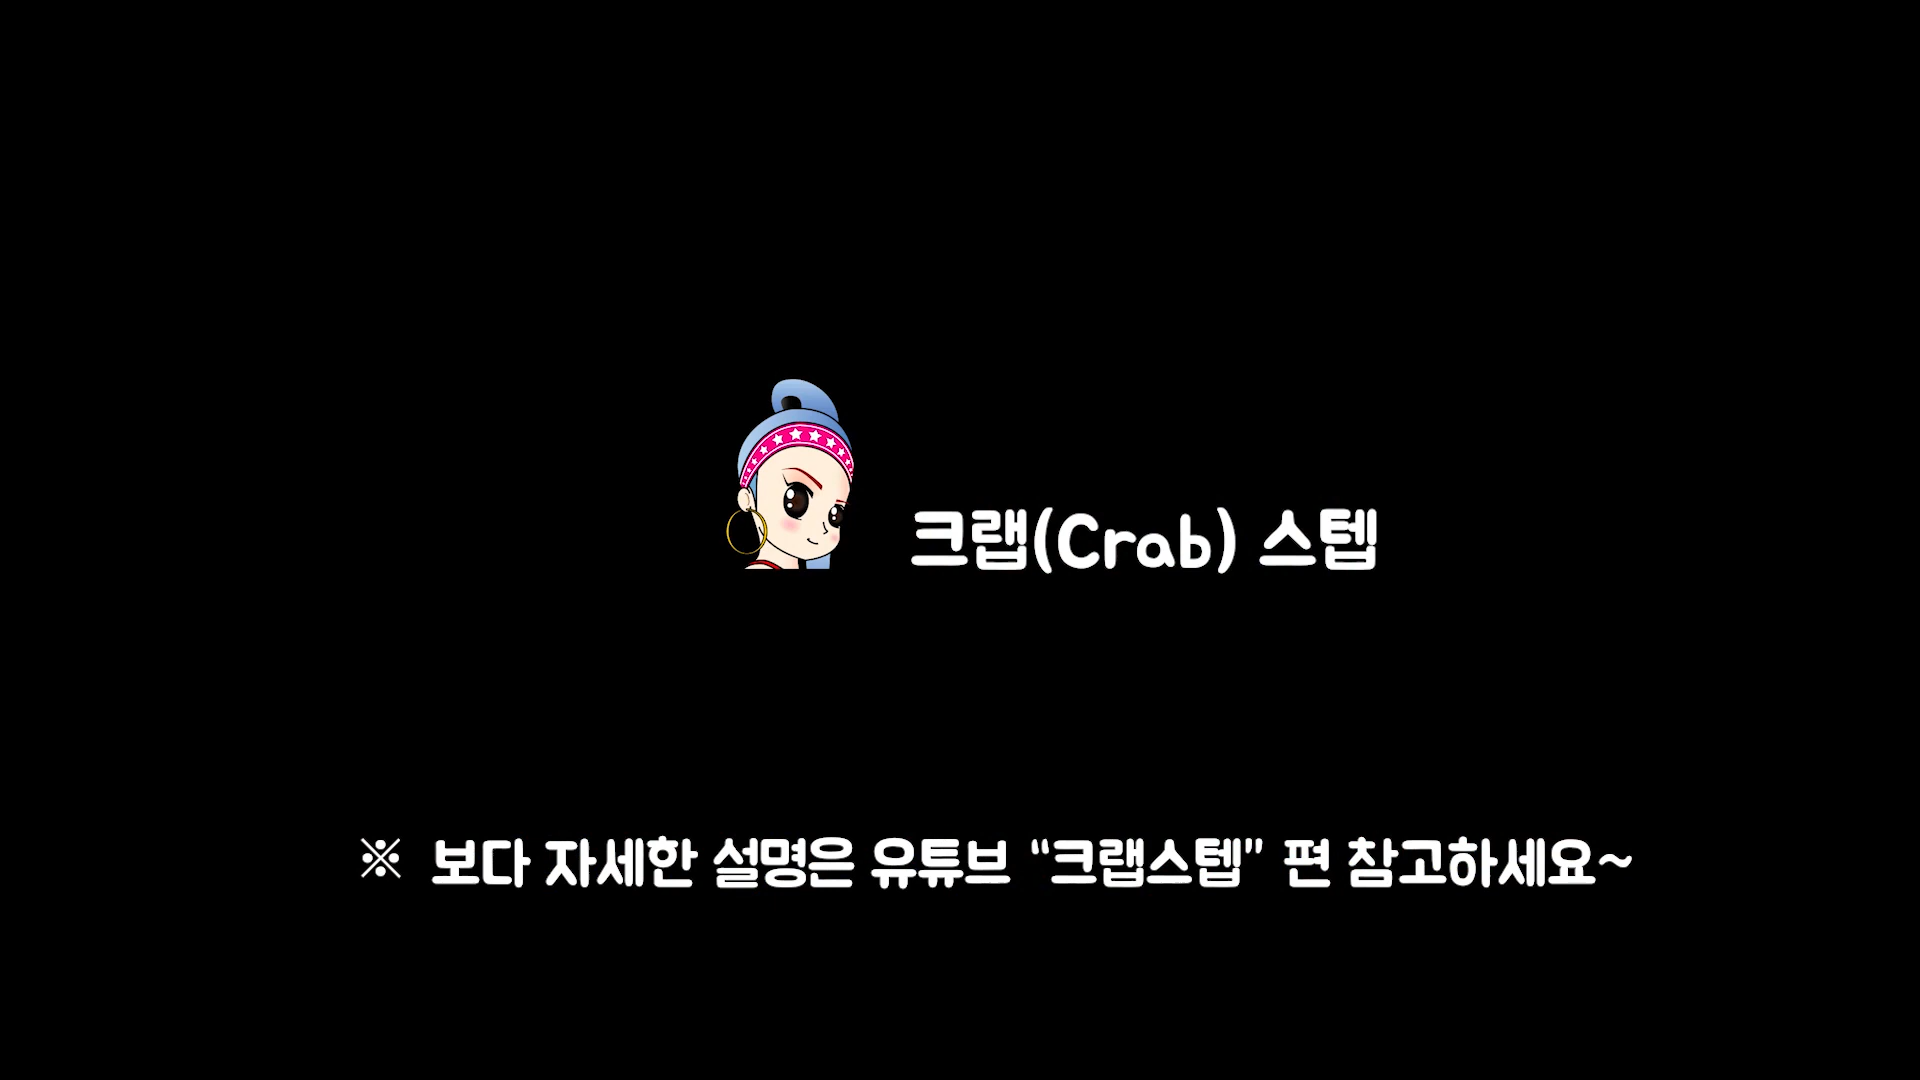 크랩(Crab) 스텝
※ 보다 자세한 설명은 유튜브 “크랩스텝” 편 참고하세요~